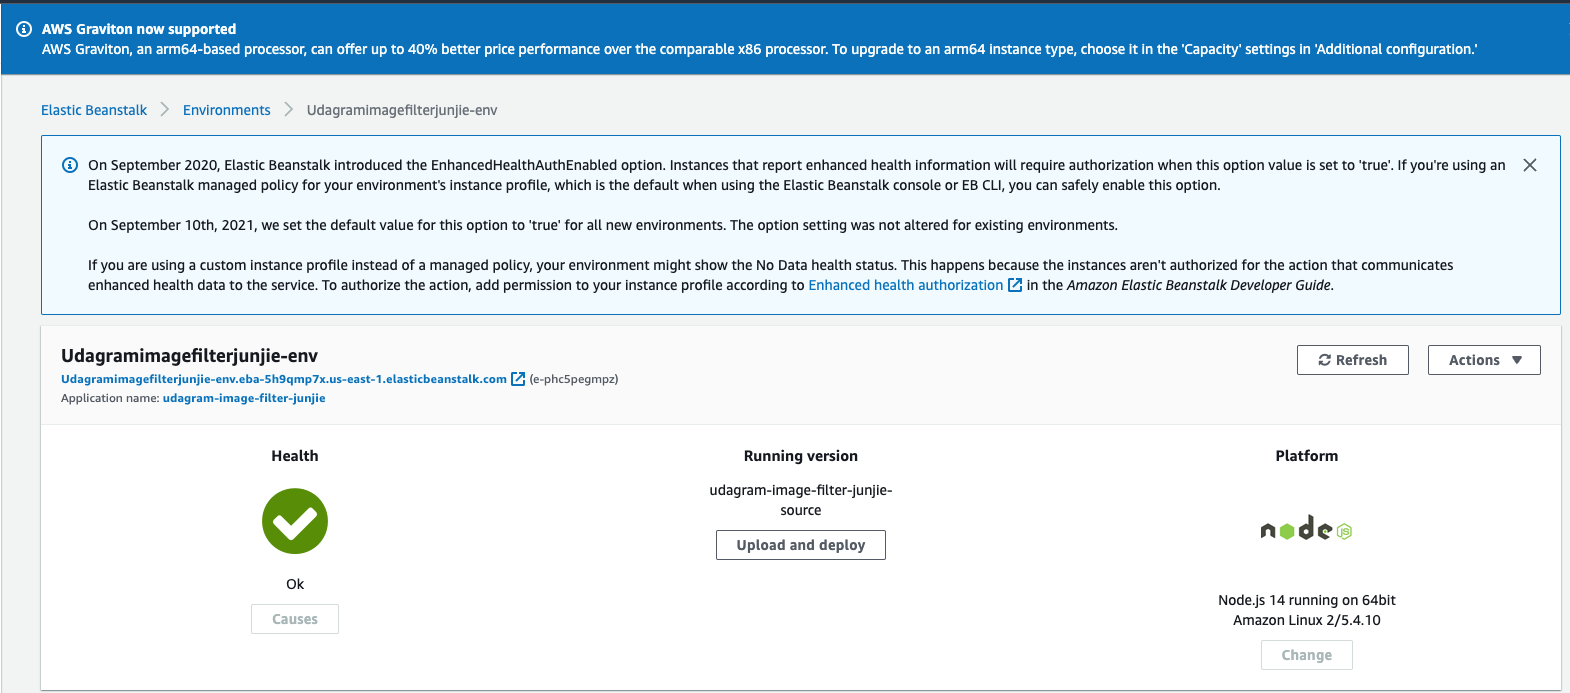 AWS Graviton now supported
AWS Graviton, an arm64-based processor, can offer up to 40% better price performance over the comparable x86 processor. To upgrade to an arm64 instance type, choose it in the 'Capacity' settings in 'Additional configuration.'
Elastic Beanstalk
Environments
Udagramimagefilterjunjie-env
On September 2020, Elastic Beanstalk introduced the EnhancedHealthAuthEnabled option. Instances that report enhanced health information will require authorization when this option value is set to 'true'. If you're using an
Elastic Beanstalk managed policy for your environment's instance profile, which is the default when using the Elastic Beanstalk console or EB CLI, you can safely enable this option.
On September 10th, 2021, we set the default value for this option to 'true' for all new environments. The option setting was not altered for existing environments.
If you are using a custom instance profile instead of a managed policy, your environment might show the No Data health status. This happens because the instances aren't authorized for the action that communicates
enhanced health data to the service. To authorize the action, add permission to your instance profile according to Enhanced health authorization in the Amazon Elastic Beanstalk Developer Guide.
Udagramimagefilterjunjie-env
Udagramimagefilterjunjie-env.eba-5h9qmp7x.us-east-1.elasticbeanstalk.com (e-phc5pegmpz)
Application name: udagram-image-filter-junjie
Refresh
Actions
Health
Ok
Causes
Running version
udagram-image-filter-junjie-
source
Upload and deploy
Platform
node JS
Node.js 14 running on 64bit
Amazon Linux 2/5.4.10
Change